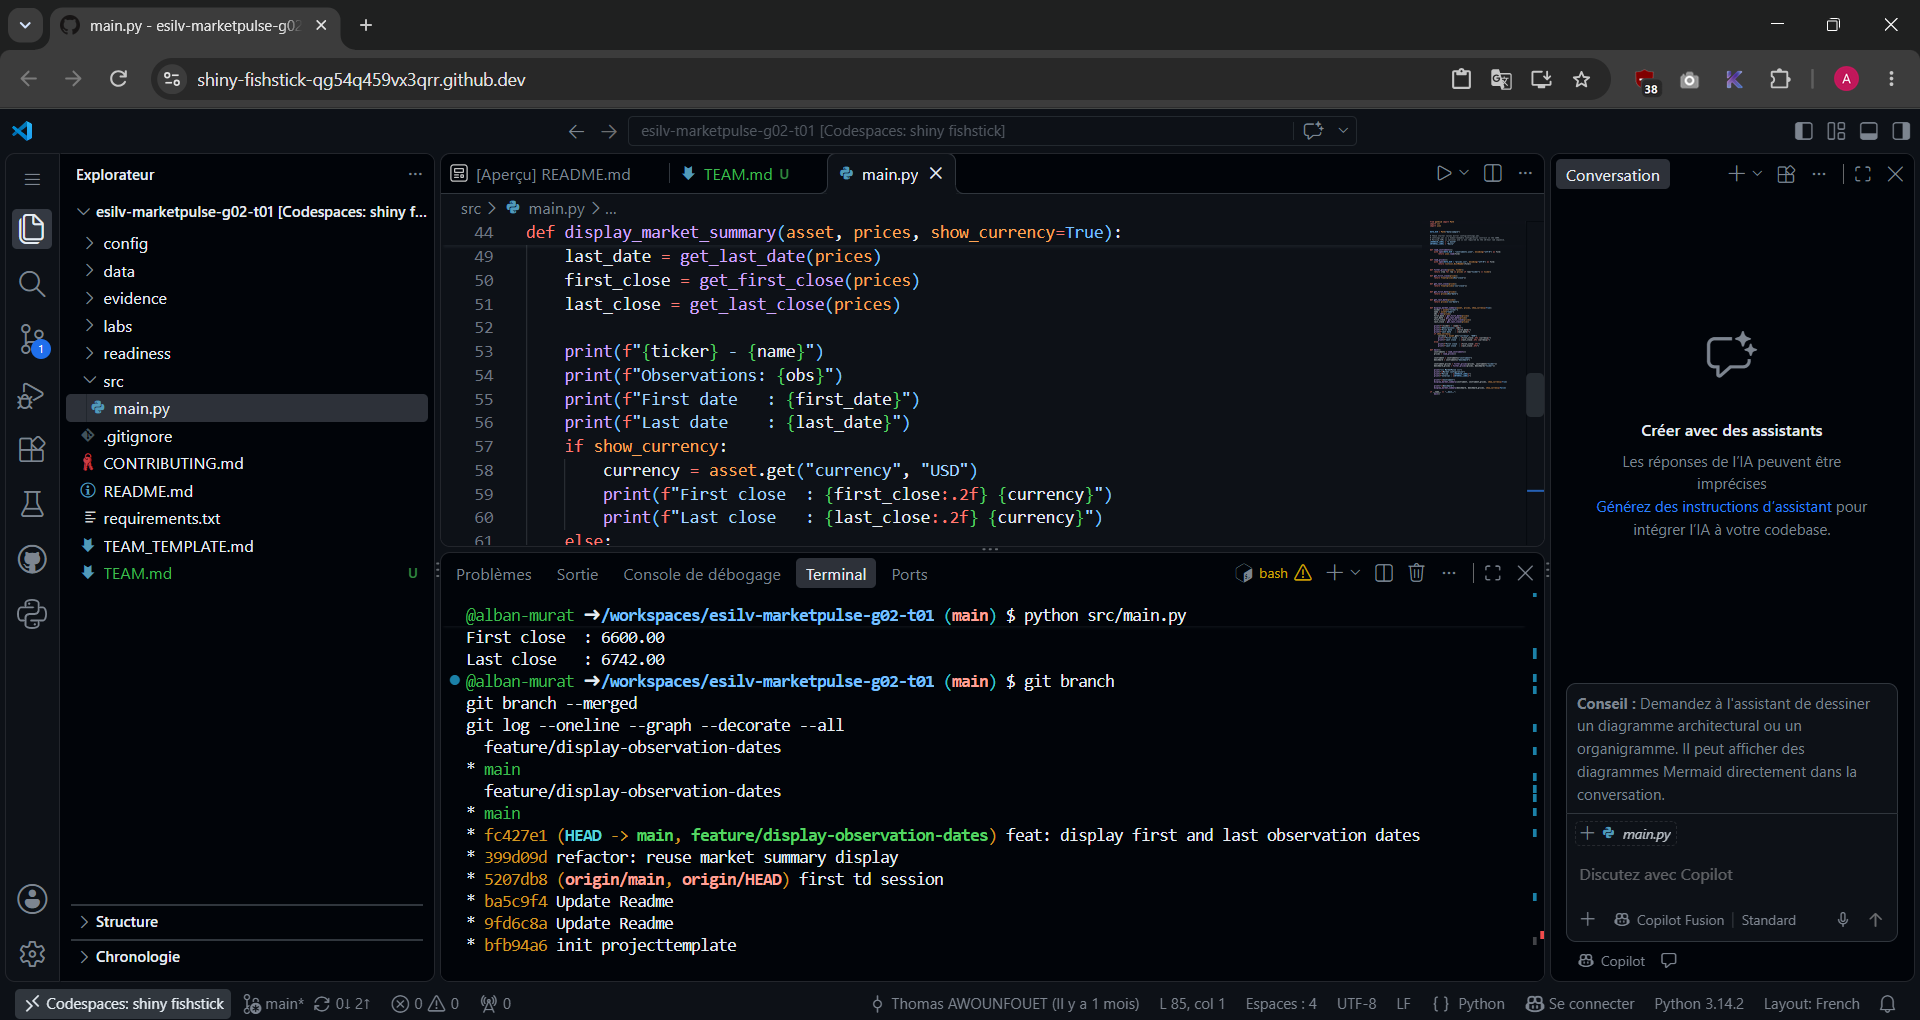 main.py - esilv-marketpulse-g02
shiny-fishstick-qg54q459vx3qrr.github.dev
38
A
esilv-marketpulse-g02-t01 [Codespaces: shiny fishstick]
Explorateur
esilv-marketpulse-g02-t01 [Codespaces: shiny f...
config
data
evidence
labs
readiness
src
main.py
.gitignore
CONTRIBUTING.md
README.md
requirements.txt
TEAM_TEMPLATE.md
TEAM.md U
1
Structure
Chronologie
[Aperçu] README.md
TEAM.md U
main.py
src > main.py > ...
44 def display_market_summary(asset, prices, show_currency=True):
49 last_date = get_last_date(prices)
50 first_close = get_first_close(prices)
51 last_close = get_last_close(prices)
52
53 print(f"{ticker} - {name}")
54 print(f"Observations: {obs}")
55 print(f"First date   : {first_date}")
56 print(f"Last date    : {last_date}")
57 if show_currency:
58 currency = asset.get("currency", "USD")
59 print(f"First close  : {first_close:.2f} {currency}")
60 print(f"Last close   : {last_close:.2f} {currency}")
61 else:
Problèmes Sortie Console de débogage Terminal Ports
bash
@alban-murat ➜/workspaces/esilv-marketpulse-g02-t01 (main) $ python src/main.py
First close  : 6600.00
Last close   : 6742.00
@alban-murat ➜/workspaces/esilv-marketpulse-g02-t01 (main) $ git branch
git branch --merged
git log --oneline --graph --decorate --all
feature/display-observation-dates
* main
feature/display-observation-dates
* main
* fc427e1 (HEAD -> main, feature/display-observation-dates) feat: display first and last observation dates
* 399d09d refactor: reuse market summary display
* 5207db8 (origin/main, origin/HEAD) first td session
* ba5c9f4 Update Readme
* 9fd6c8a Update Readme
* bfb94a6 init projecttemplate
Conversation
Créer avec des assistants
Les réponses de l'IA peuvent être
imprécises
Générez des instructions d'assistant pour
intégrer l'IA à votre codebase.
Conseil : Demandez à l'assistant de dessiner
un diagramme architectural ou un
organigramme. Il peut afficher des
diagrammes Mermaid directement dans la
conversation.
main.py
Discutez avec Copilot
Copilot Fusion Standard
Copilot
Codespaces: shiny fishstick main* 0↓ 2↑ 0 0 0
Thomas AWOUNFOUET (Il y a 1 mois) L 85, col 1 Espaces : 4 UTF-8 LF {} Python Se connecter Python 3.14.2 Layout: French